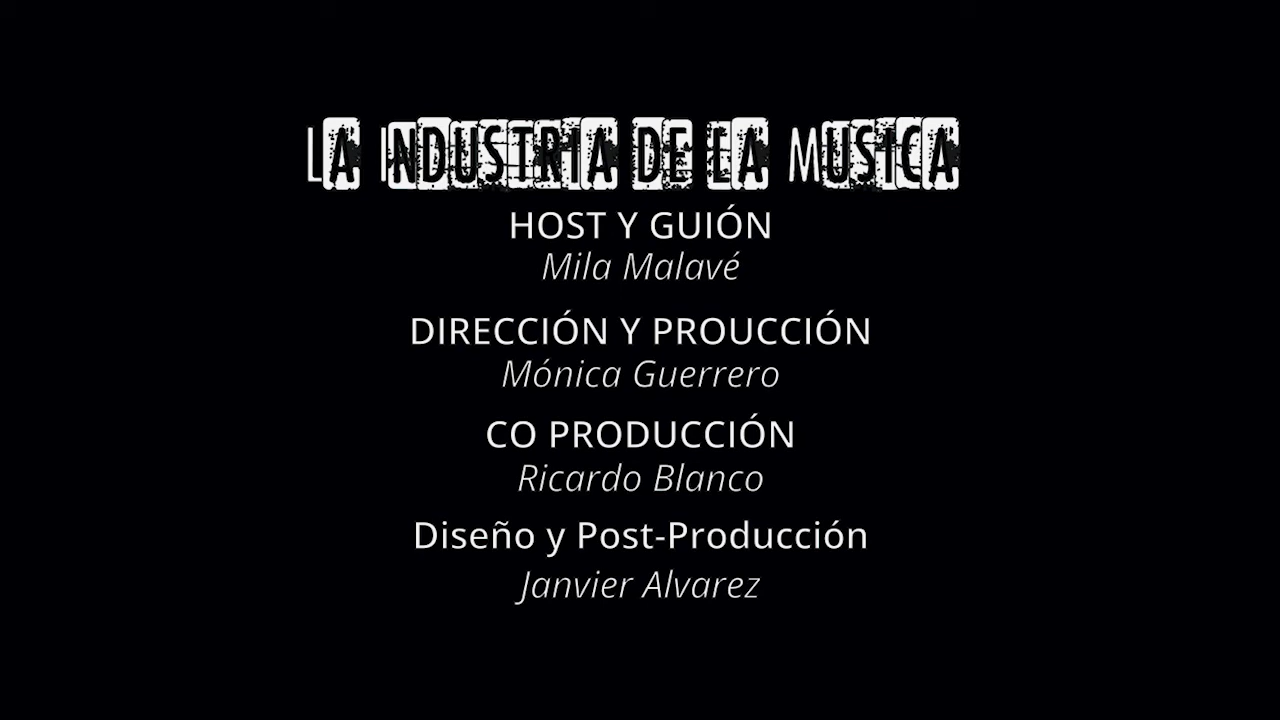 LA INDUSTRIA DE LA MUSICA
HOST Y GUIÓN
Mila Malavé
DIRECCIÓN Y PROUCCIÓN
Mónica Guerrero
CO PRODUCCIÓN
Ricardo Blanco
Diseño y Post-Producción
Janvier Alvarez